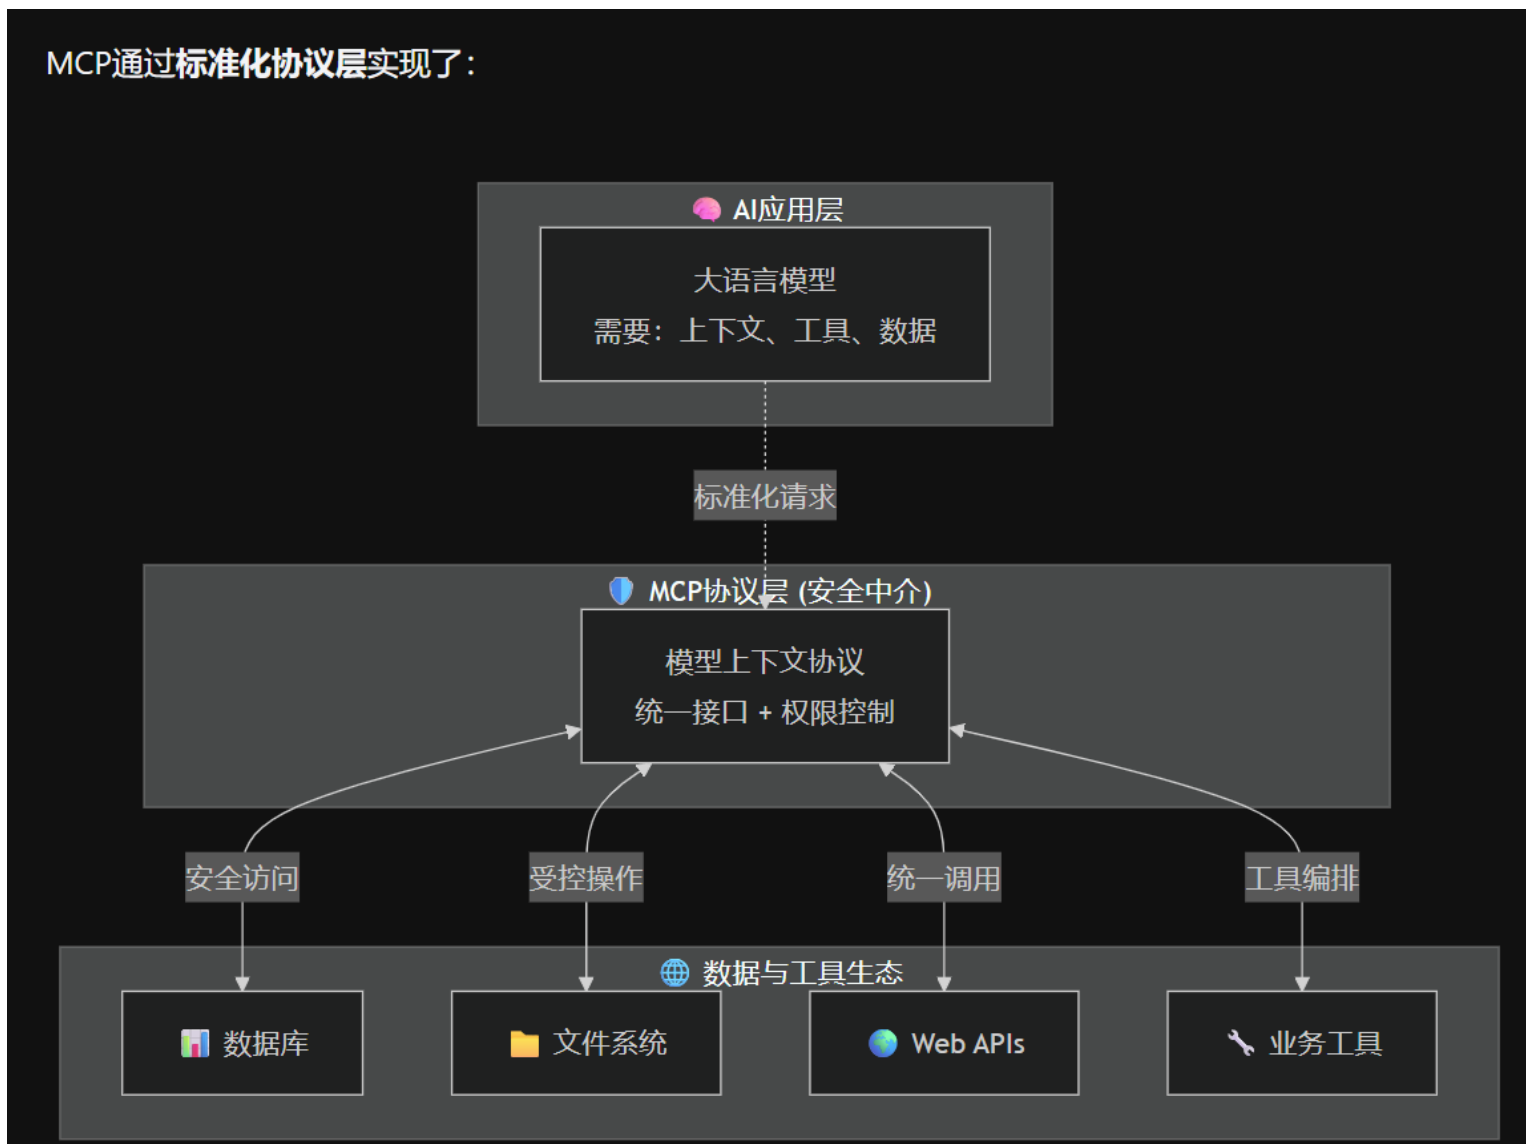 MCP通过标准化协议层实现了：
🧠 AI应用层
大语言模型
需要：上下文、工具、数据
标准化请求
🛡️ MCP协议层 (安全中介)
模型上下文协议
统一接口 + 权限控制
安全访问
受控操作
统一调用
工具编排
🌐 数据与工具生态
📊 数据库
📁 文件系统
🌍 Web APIs
🔧 业务工具